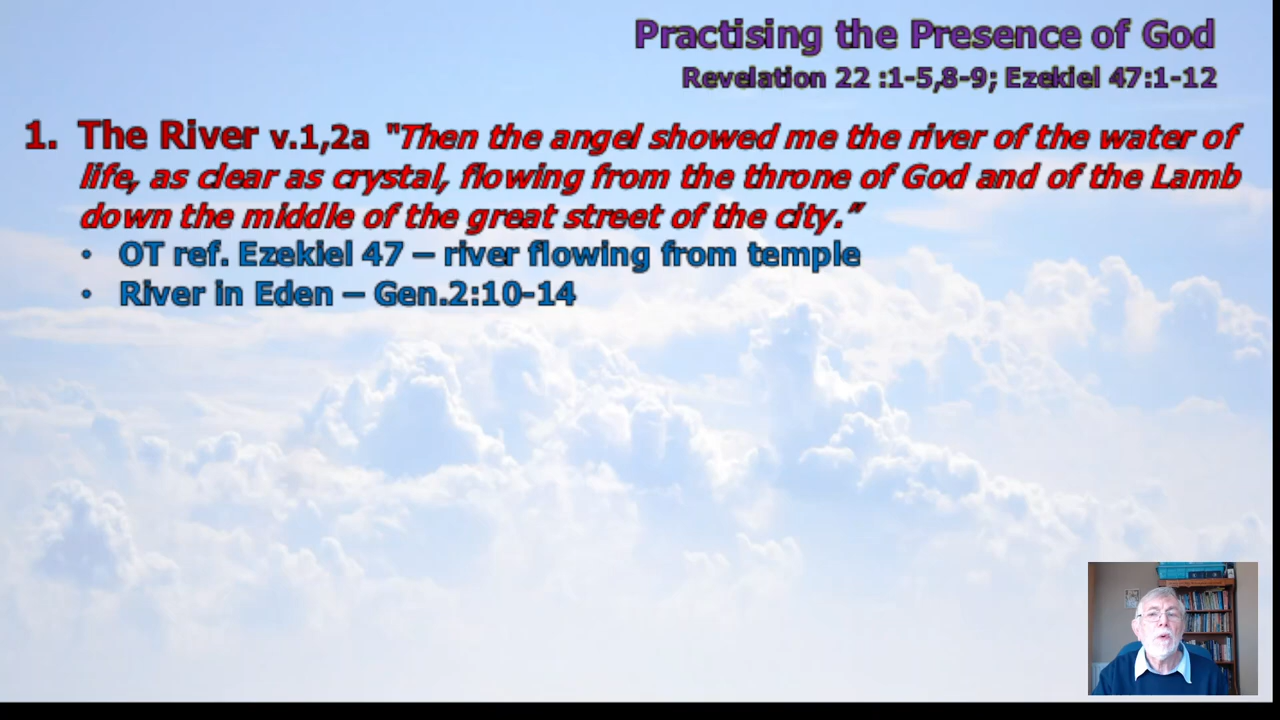 Practising the Presence of God
Revelation 22 :1-5,8-9; Ezekiel 47:1-12
1. The River v.1,2a “Then the angel showed me the river of the water of
life, as clear as crystal, flowing from the throne of God and of the Lamb
down the middle of the great street of the city.”
• OT ref. Ezekiel 47 – river flowing from temple
• River in Eden – Gen.2:10-14